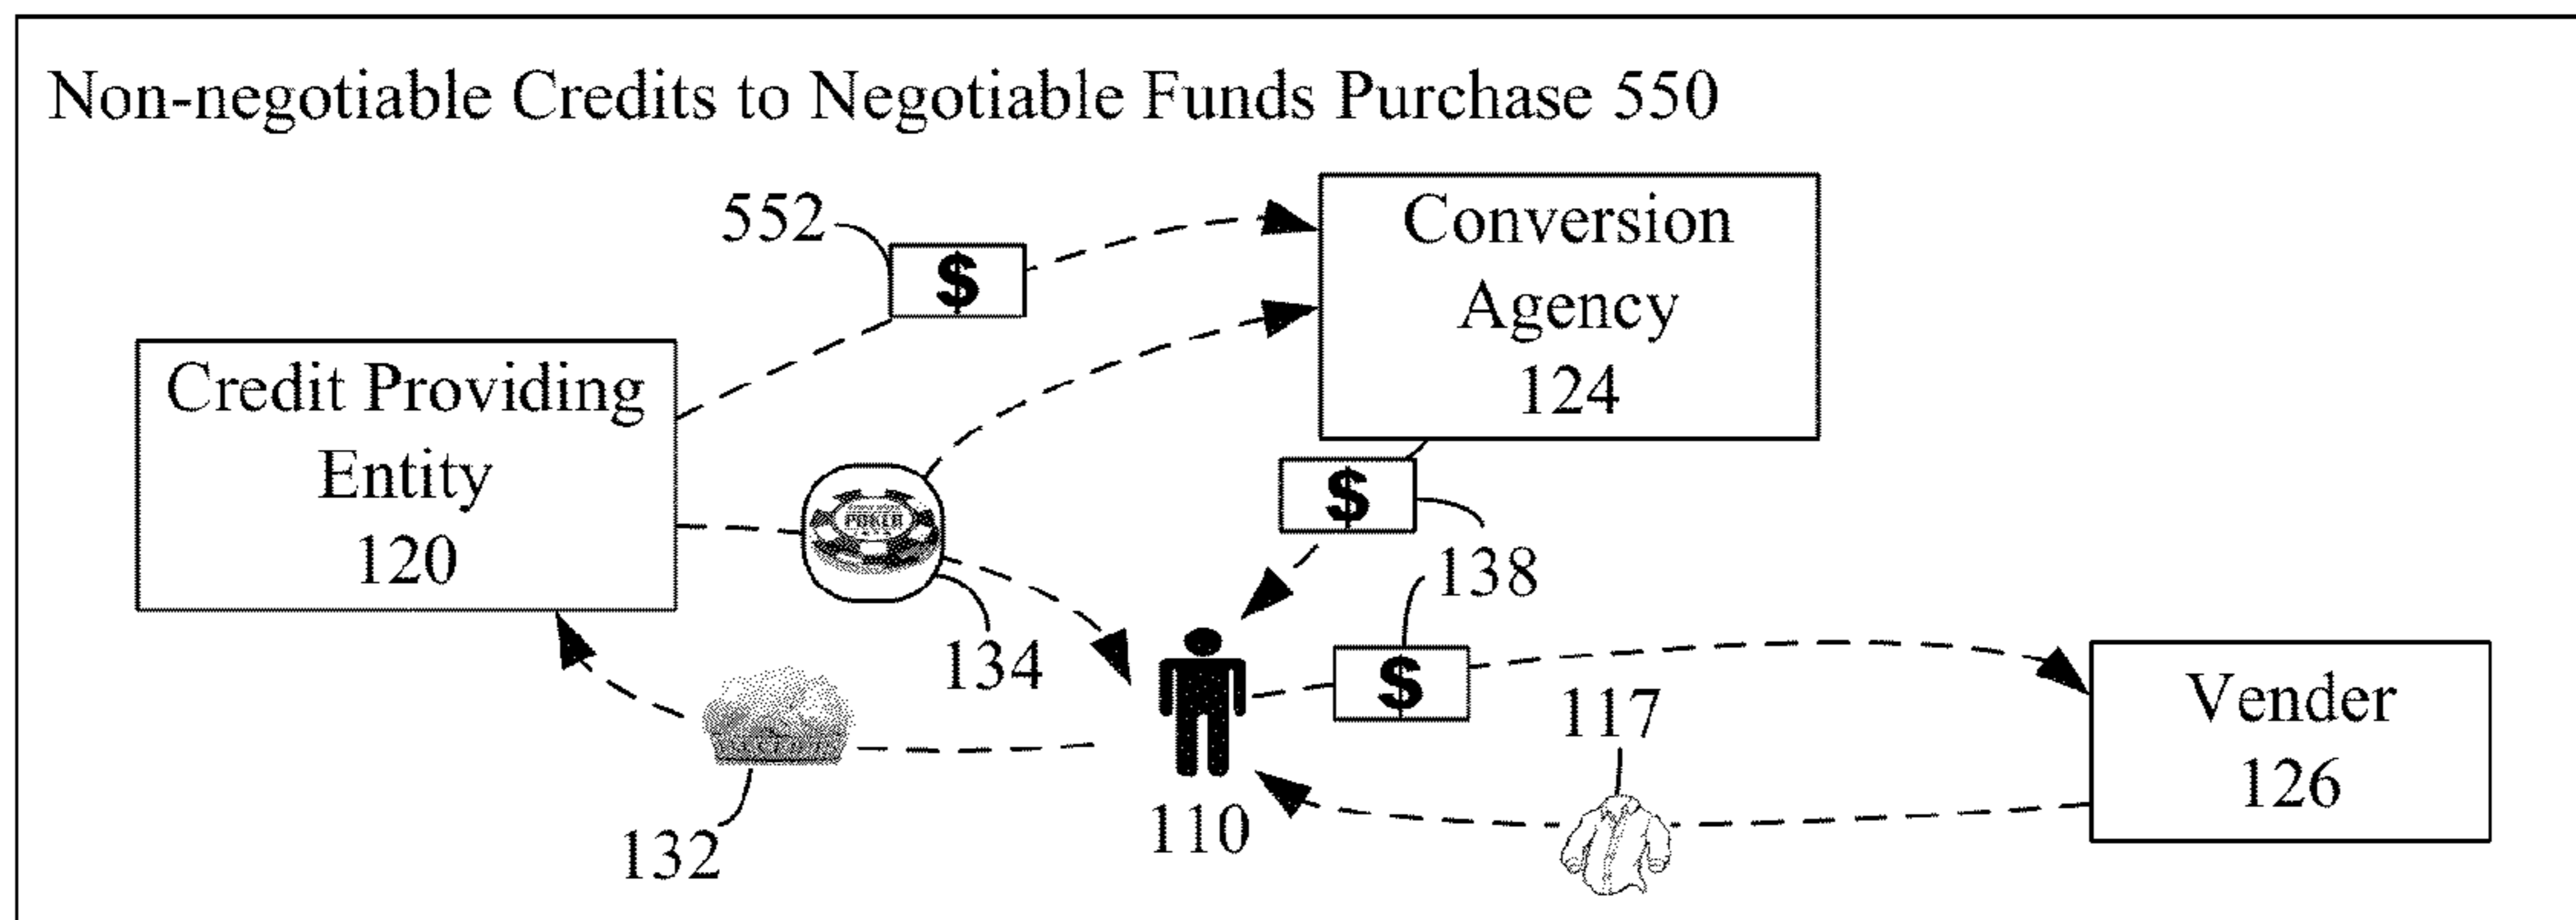 Non-negotiable Credits to Negotiable Funds Purchase 550
552
$
Conversion
Agency
124
Credit Providing
Entity
120
POKER
$
138
134
$
117
Vender
126
132
110